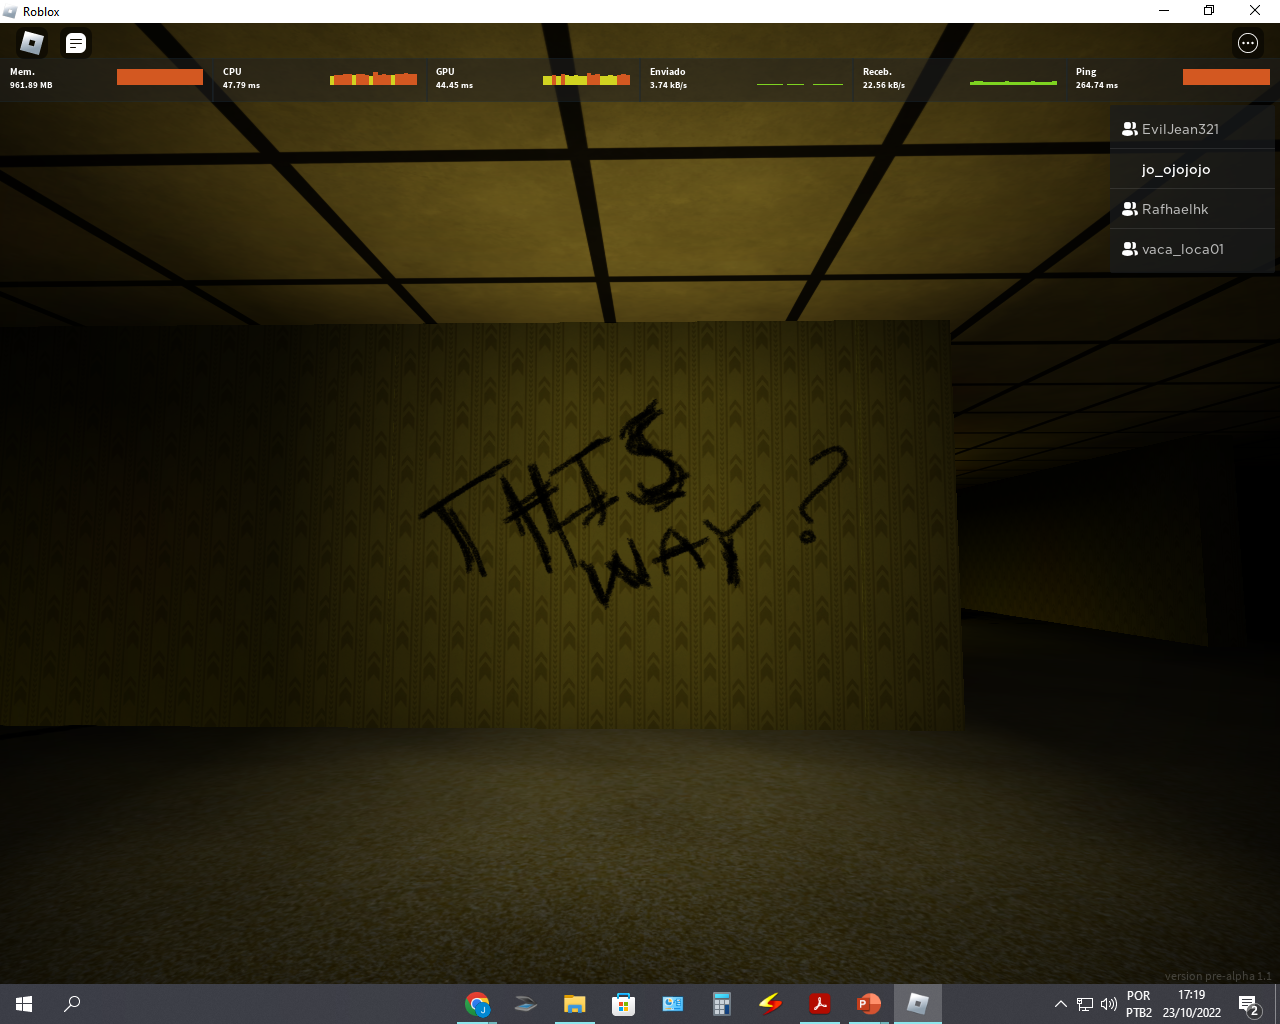 Roblox
Mem.
961.89 MB
CPU
47.79 ms
GPU
44.45 ms
Enviado
3.74 kB/s
Receb.
22.56 kB/s
Ping
264.74 ms
EvilJean321
jo_ojojojo
Rafhaelhk
vaca_loca01
THIS
WAY ?
version pre-alpha 1.1
POR
PTB2
17:19
23/10/2022
2